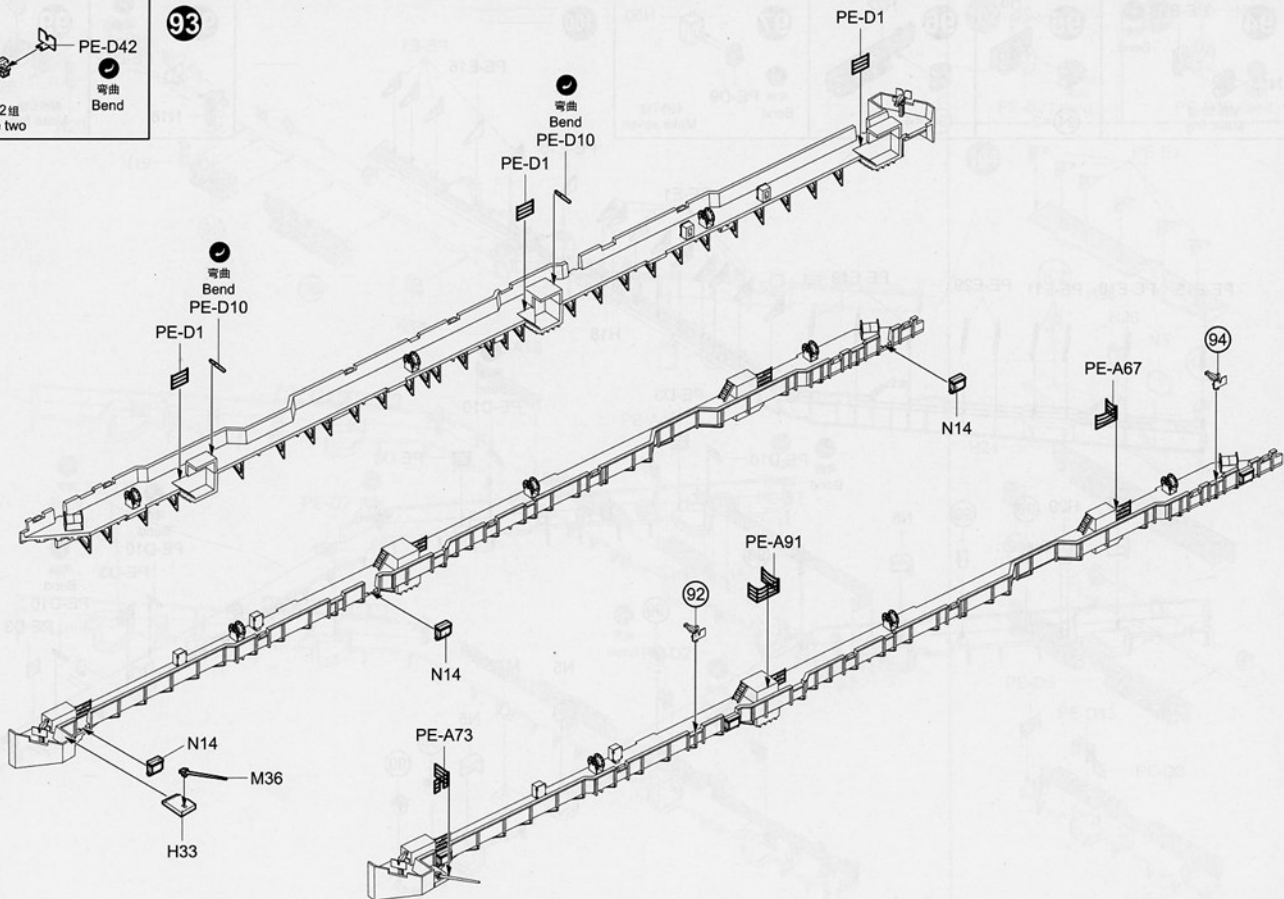 PE-D42
弯曲
Bend
2组
e two
93
PE-D1
弯曲
Bend
PE-D10
PE-D1
弯曲
Bend
PE-D10
PE-D1
94
PE-A67
N14
PE-A91
92
N14
PE-A73
N14
M36
H33